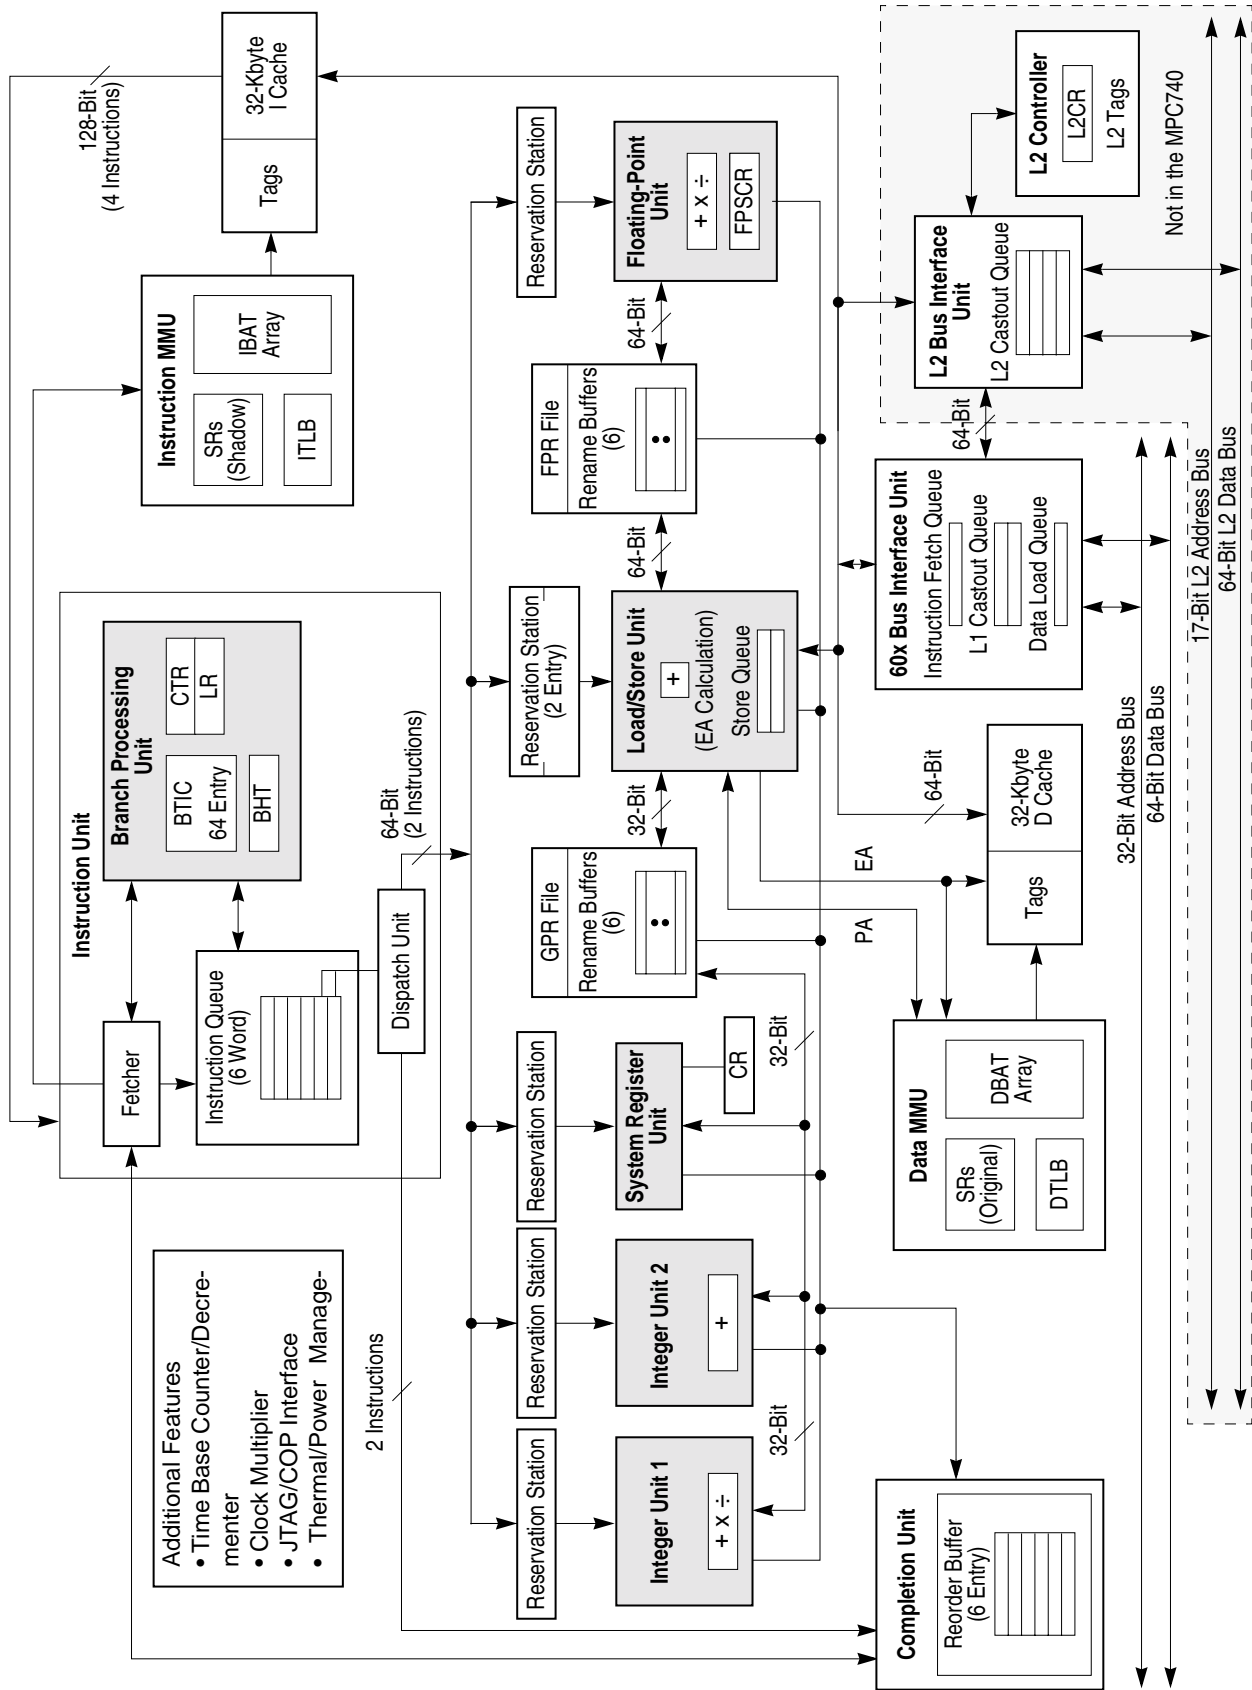 Additional Features
• Time Base Counter/Decre-
menter
• Clock Multiplier
• JTAG/COP Interface
• Thermal/Power Manage-
Instruction Unit
Fetcher
Branch Processing
Unit
BTIC
64 Entry
CTR
LR
BHT
Instruction Queue
(6 Word)
Dispatch Unit
2 Instructions
64-Bit
(2 Instructions)
128-Bit
(4 Instructions)
Instruction MMU
SRs
(Shadow)
ITLB
IBAT
Array
Tags
32-Kbyte
I Cache
Reservation Station
Reservation Station
Reservation Station
Reservation Station
(2 Entry)
Reservation Station
Integer Unit 1
+ x ÷
Integer Unit 2
+
System Register
Unit
CR
32-Bit
32-Bit
GPR File
Rename Buffers
(6)
32-Bit
Load/Store Unit
+
(EA Calculation)
Store Queue
64-Bit
FPR File
Rename Buffers
(6)
64-Bit
Floating-Point
Unit
+ x ÷
FPSCR
PA
EA
64-Bit
Completion Unit
Reorder Buffer
(6 Entry)
Data MMU
SRs
(Original)
DTLB
DBAT
Array
Tags
32-Kbyte
D Cache
60x Bus Interface Unit
Instruction Fetch Queue
L1 Castout Queue
Data Load Queue
64-Bit
L2 Bus Interface
Unit
L2 Castout Queue
L2 Controller
L2CR
L2 Tags
Not in the MPC740
32-Bit Address Bus
64-Bit Data Bus
17-Bit L2 Address Bus
64-Bit L2 Data Bus